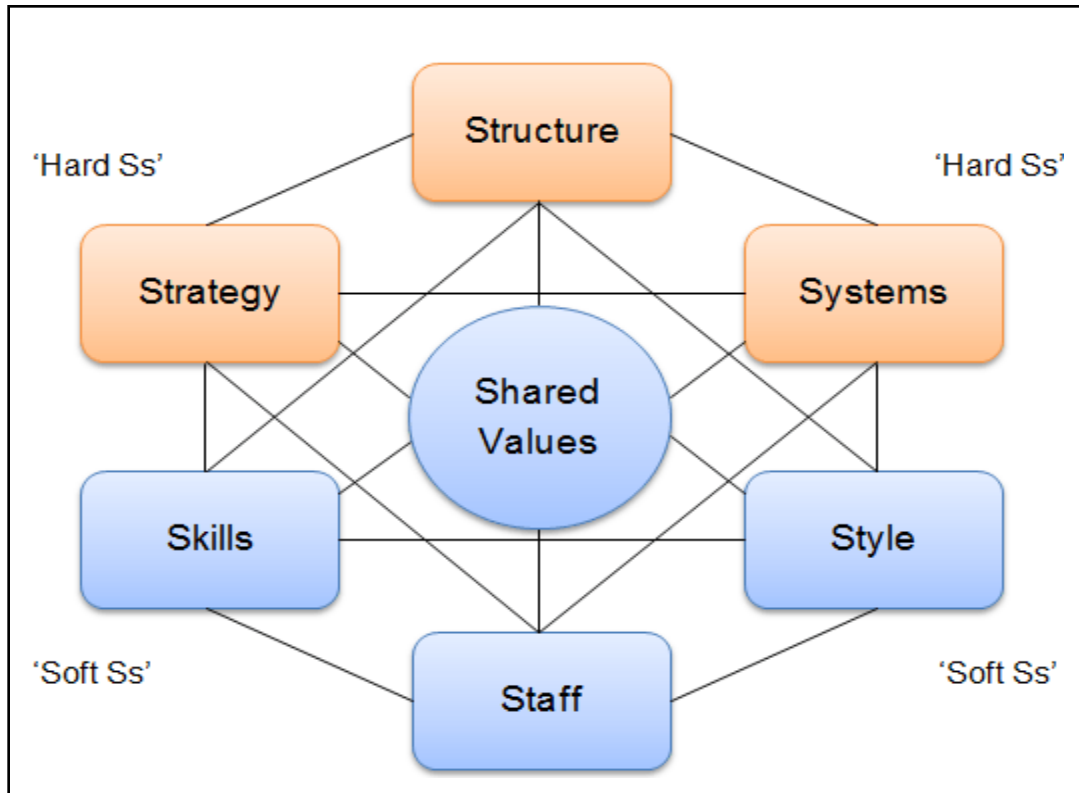 Structure
‘Hard Ss’
‘Hard Ss’
Strategy
Systems
Shared
Values
Skills
Style
‘Soft Ss’
‘Soft Ss’
Staff